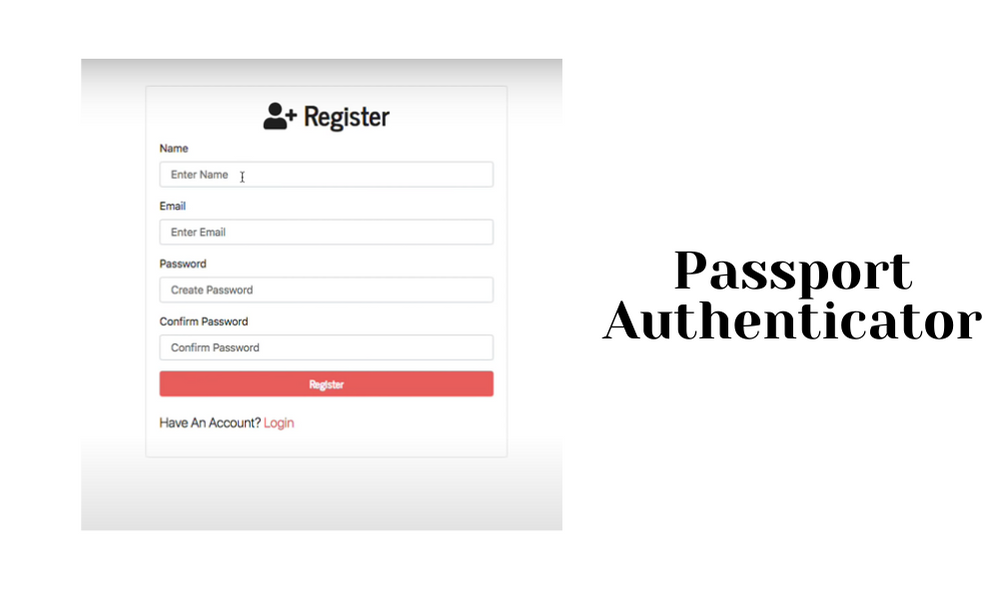 Register
Name
Enter Name
Email
Enter Email
Password
Create Password
Confirm Password
Confirm Password
Register
Have An Account? Login
Passport
Authenticator